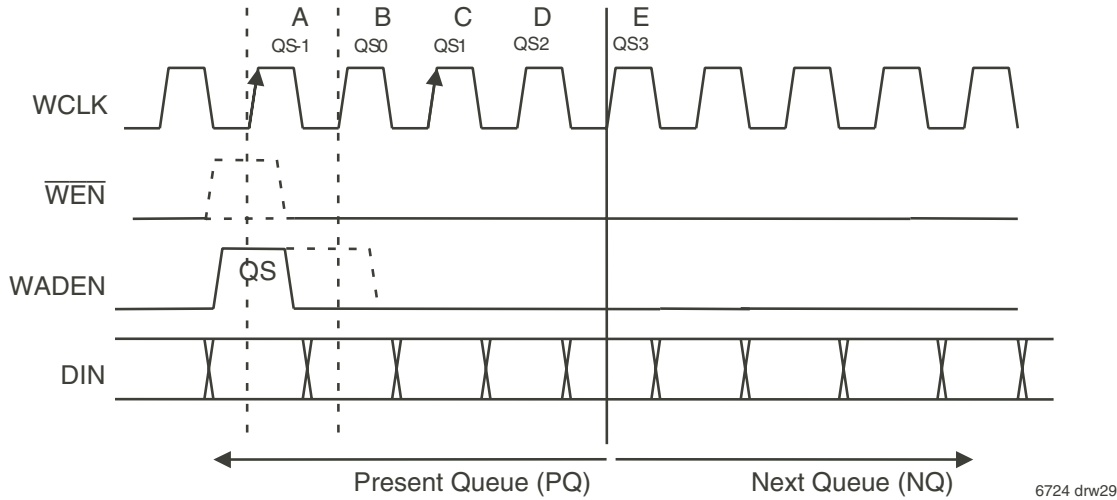 A B C D E
QS-1 QS0 QS1 QS2 QS3
WCLK
WEN
WADEN
QS
DIN
Present Queue (PQ) Next Queue (NQ)
6724 drw29